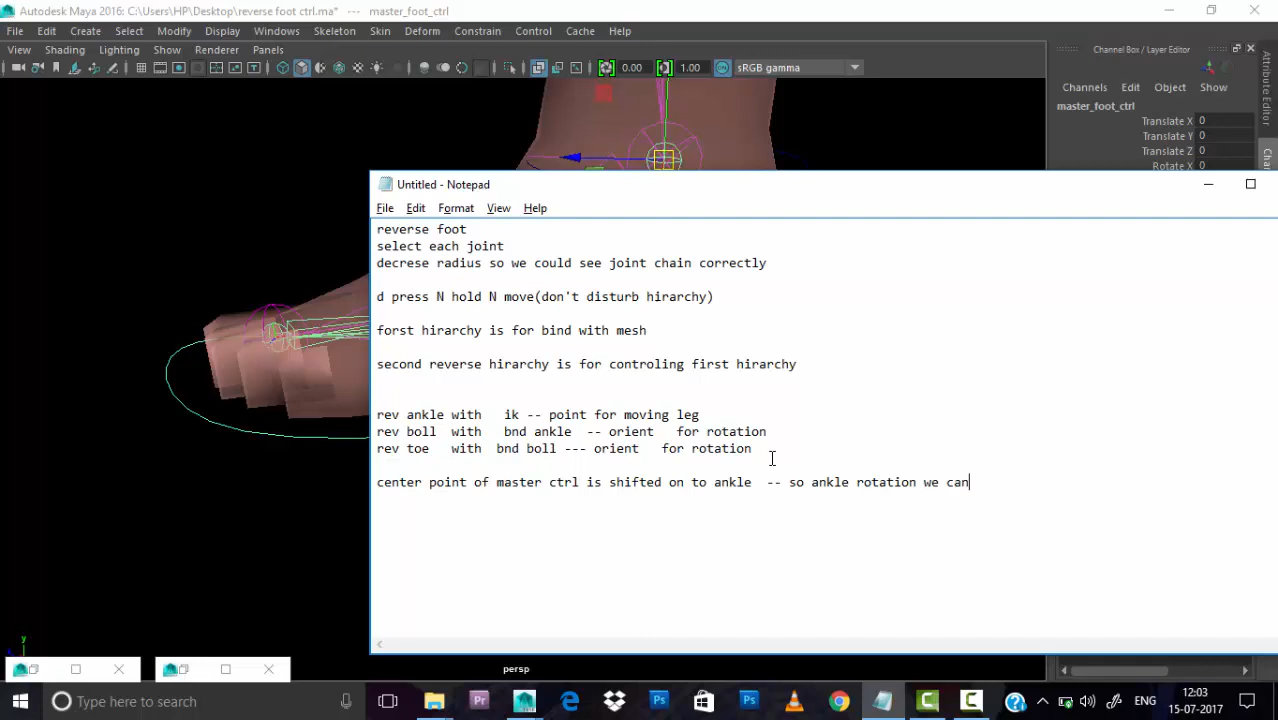 Autodesk Maya 2016: C:\Users\HP\Desktop\reverse foot ctrl.ma* --- master_foot_ctrl
File Edit Create Select Modify Display Windows Skeleton Skin Deform Constrain Control Cache Help
View Shading Lighting Show Renderer Panels
0.00 1.00 sRGB gamma
Channel Box / Layer Editor
Channels Edit Object Show
master_foot_ctrl
Translate X 0
Translate Y 0
Translate Z 0
Rotate X
Attribute Editor
Untitled - Notepad
File Edit Format View Help
reverse foot
select each joint
decrese radius so we could see joint chain correctly
d press N hold N move(don't disturb hirarchy)
forst hirarchy is for bind with mesh
second reverse hirarchy is for controling first hirarchy
rev ankle with ik -- point for moving leg
rev boll with bnd ankle -- orient for rotation
rev toe with bnd boll --- orient for rotation
center point of master ctrl is shifted on to ankle -- so ankle rotation we can
y
persp
Type here to search
12:03
15-07-2017